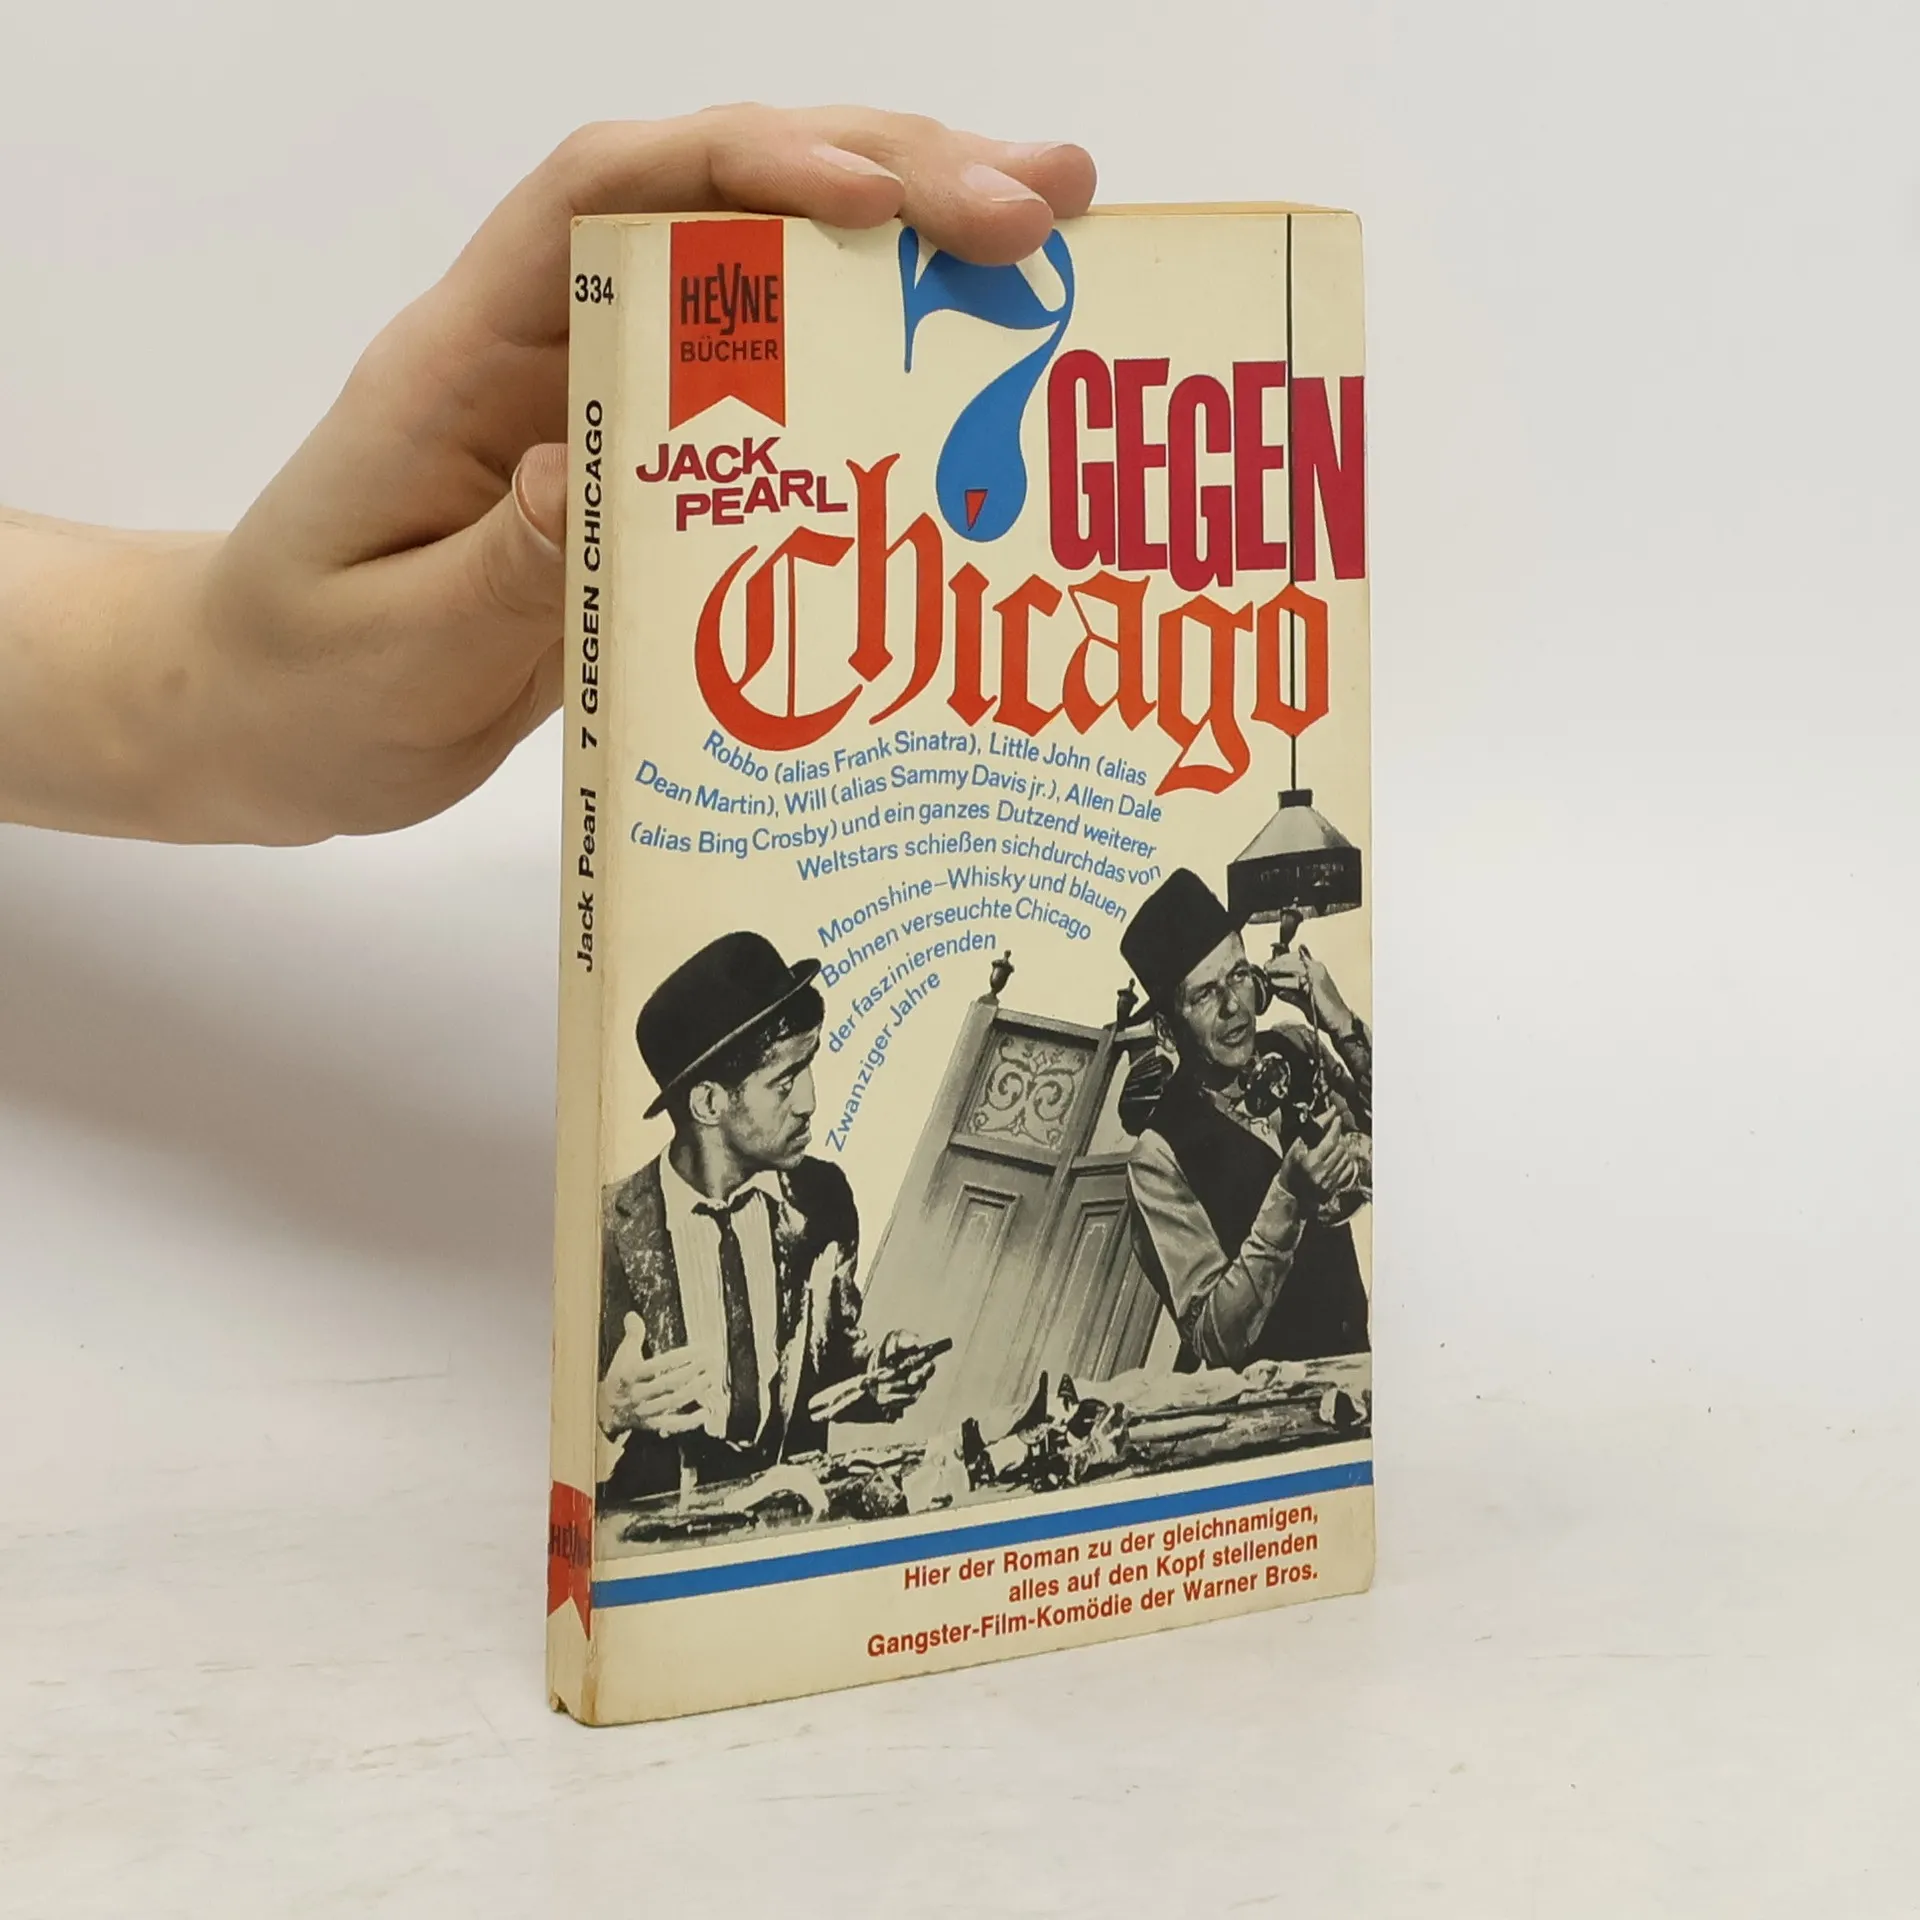 334
Jack Pearl 7 GEGEN CHICAGO
HEYNE
HEYNE
BÜCHER
JACK
PEARL
7 GEGEN
Chicago
Robbo (alias Frank Sinatra), Little John (alias
Dean Martin), Will (alias Sammy Davis jr.), Allen Dale
(alias Bing Crosby) und ein ganzes Dutzend weiterer
Weltstars schießen sich durch das von
Moonshine-Whisky und blauen
Bohnen verseuchte Chicago
der faszinierenden
Zwanziger Jahre
Hier der Roman zu der gleichnamigen,
alles auf den Kopf stellenden
Gangster-Film-Komödie der Warner Bros.